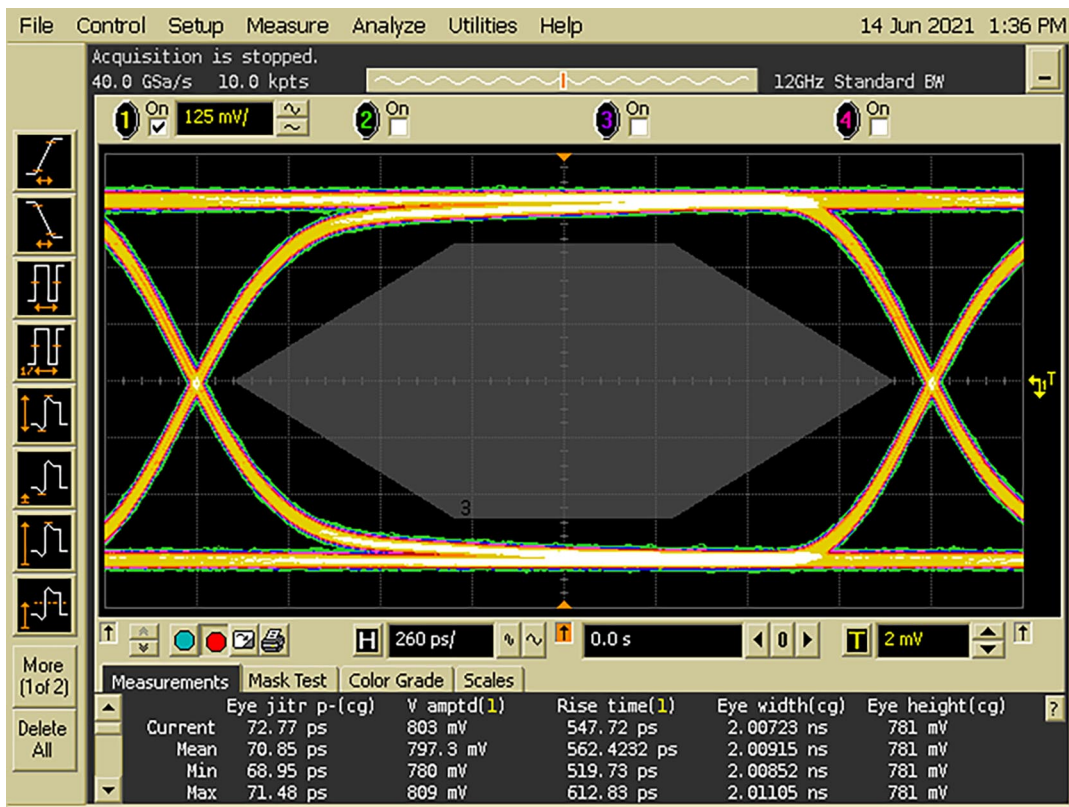 File Control Setup Measure Analyze Utilities Help 14 Jun 2021 1:36 PM
Acquisition is stopped.
40.0 GSa/s 10.0 kpts 12GHz Standard BW
1 On 125 mV/ 2 On 3 On 4 On
3
T
H 260 ps/ 0.0 s 0 T 2 mV
More
(1of 2)
Delete
All
Measurements Mask Test Color Grade Scales
Eye jitr p-(cg) V amptd(1) Rise time(1) Eye width(cg) Eye height(cg) ?
Current 72.77 ps 803 mV 547.72 ps 2.00723 ns 781 mV
Mean 70.85 ps 797.3 mV 562.4232 ps 2.00915 ns 781 mV
Min 68.95 ps 780 mV 519.73 ps 2.00852 ns 781 mV
Max 71.48 ps 809 mV 612.83 ps 2.01105 ns 781 mV